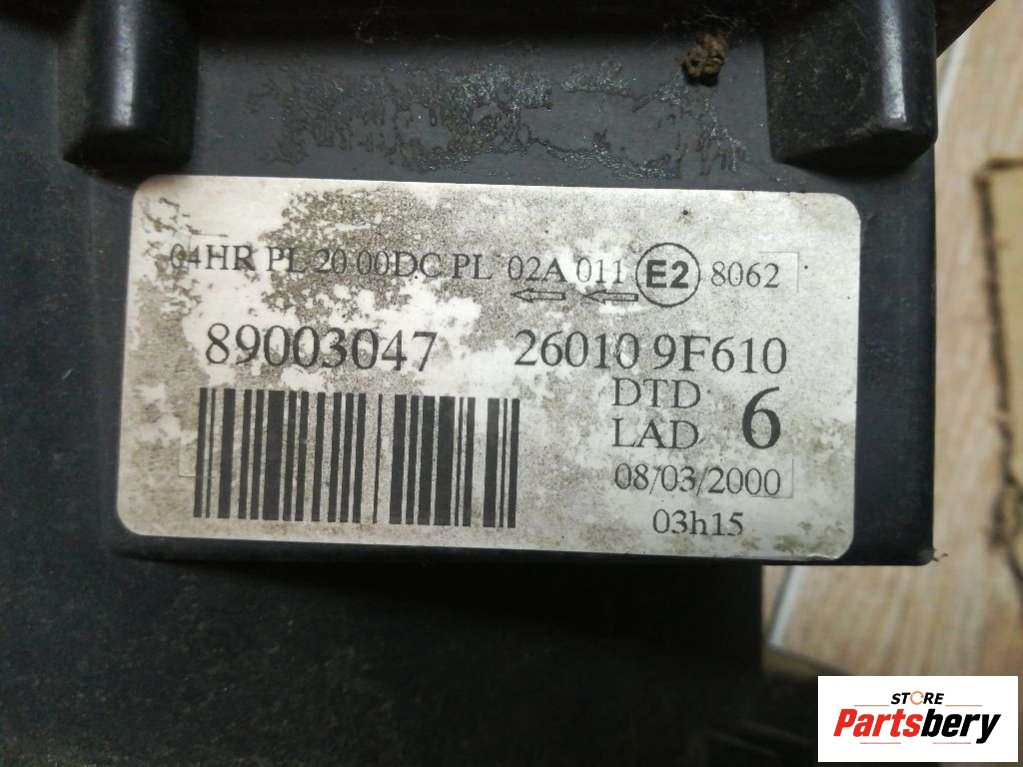 04HR PL 20 00DC PL 02A 011 E2 8062
89003047 26010 9F610
DTD
LAD 6
08/03/2000
03h15
STORE
Partsbery